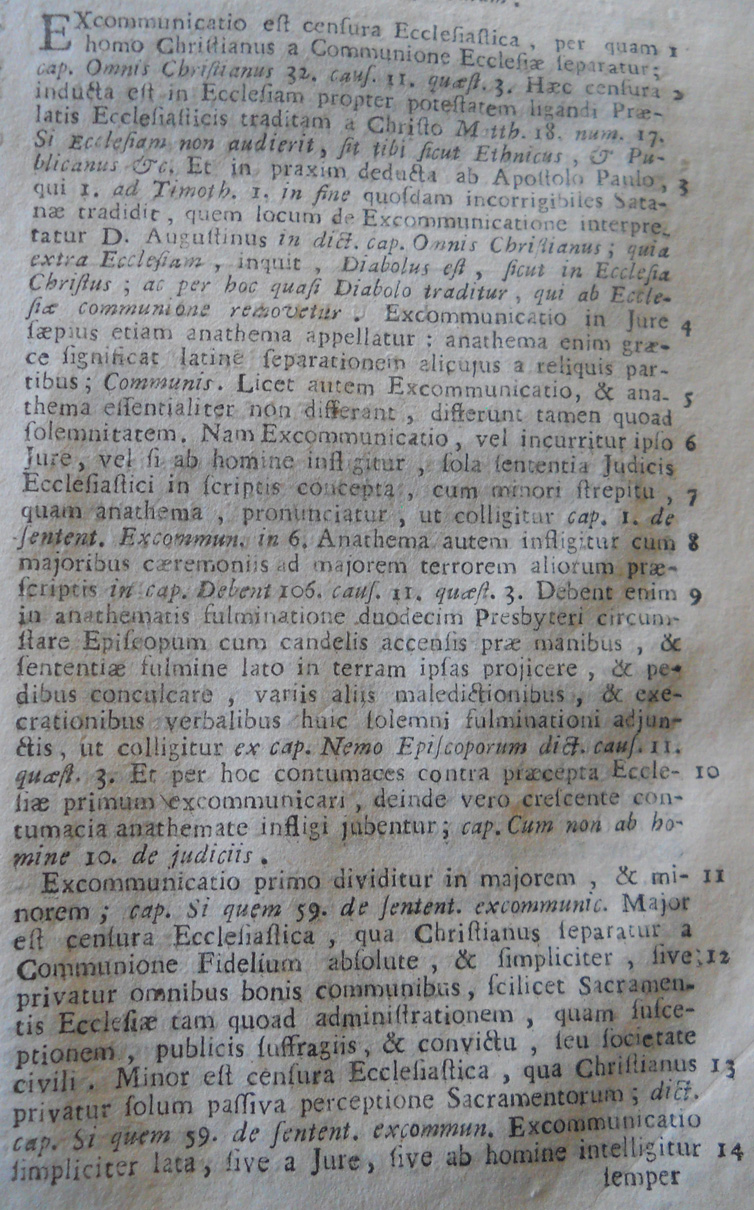 EXcommunicatio eſt cenſura Eccleſiaſtica, per quam 1
homo Chriſtianus a Communione Eccleſiæ ſeparatur;
cap. Omnis Chriſtianus 32. cauſ. 11. quæſt. 3. Hæc cenſura 2
inducta eſt in Eccleſiam propter poteſtatem ligandi Præ-
latis Eccleſiaſticis traditam a Chriſto Matth. 18. num. 17.
Si Eccleſiam non audierit, ſit tibi ſicut Ethnicus, & Pu-
blicanus &c. Et in praxim deducta ab Apoſtolo Paulo, 3
qui 1. ad Timoth. 1. in fine quoſdam incorrigibiles Sata-
næ tradidit, quem locum de Excommunicatione interpre-
tatur D. Auguſtinus in dict. cap. Omnis Chriſtianus; quia
extra Eccleſiam, inquit, Diabolus eſt, ſicut in Eccleſia
Chriſtus; ac per hoc quaſi Diabolo traditur, qui ab Eccle-
ſiæ communione removetur. Excommunicatio in Jure 4
ſæpius etiam anathema appellatur: anathema enim græ-
ce ſignificat latine ſeparationem alicujus a reliquis par-
tibus; Communis. Licet autem Excommunicatio, & ana- 5
thema eſſentialiter non differant, differunt tamen quoad
ſolemnitatem. Nam Excommunicatio, vel incurritur ipſo 6
Jure, vel ſi ab homine infligitur, ſola ſententia Judicis
Eccleſiaſtici in ſcriptis concepta, cum minori ſtrepitu, 7
quam anathema, pronunciatur, ut colligitur cap. 1. de
ſentent. Excommun. in 6. Anathema autem infligitur cum 8
majoribus cæremoniis ad majorem terrorem aliorum præ-
ſcriptis in cap. Debent 106. cauſ. 11. quæſt. 3. Debent enim 9
in anathematis fulminatione duodecim Presbyteri circum-
ſtare Epiſcopum cum candelis accenſis præ manibus, &
ſententiæ fulmine lato in terram ipſas projicere, & pe-
dibus conculcare, variis aliis maledictionibus, & exe-
crationibus verbalibus huic ſolemni fulminationi adjun-
ctis, ut colligitur ex cap. Nemo Epiſcoporum dict. cauſ. 11.
quæſt. 3. Et per hoc contumaces contra præcepta Eccle- 10
ſiæ primum excommunicari, deinde vero creſcente con-
tumacia anathemate infligi jubentur; cap. Cum non ab ho-
mine 10. de judiciis.
Excommunicatio primo dividitur in majorem, & mi- 11
norem; cap. Si quem 59. de ſentent. excommunic. Major
eſt cenſura Eccleſiaſtica, qua Chriſtianus ſeparatur a
Communione Fidelium abſolute, & ſimpliciter, ſive 12
privatur omnibus bonis communibus, ſcilicet Sacramen-
tis Eccleſiæ tam quoad adminiſtrationem, quam ſuſce-
ptionem, publicis ſuffragiis, & convictu, ſeu ſocietate
civili. Minor eſt cenſura Eccleſiaſtica, qua Chriſtianus 13
privatur ſolum paſſiva perceptione Sacramentorum; dict.
cap. Si quem 59. de ſentent. excommun. Excommunicatio
ſimpliciter lata, ſive a Jure, ſive ab homine intelligitur 14
ſemper